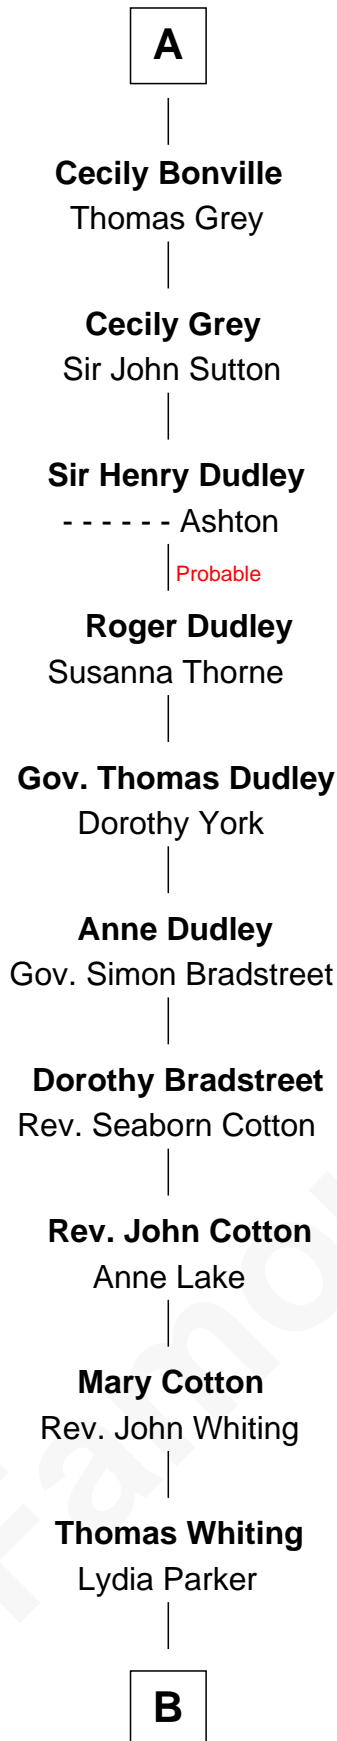 A
Cecily Bonville
Thomas Grey
Cecily Grey
Sir John Sutton
Sir Henry Dudley
- - - - - - Ashton
Probable
Roger Dudley
Susanna Thorne
Gov. Thomas Dudley
Dorothy York
Anne Dudley
Gov. Simon Bradstreet
Dorothy Bradstreet
Rev. Seaborn Cotton
Rev. John Cotton
Anne Lake
Mary Cotton
Rev. John Whiting
Thomas Whiting
Lydia Parker
B